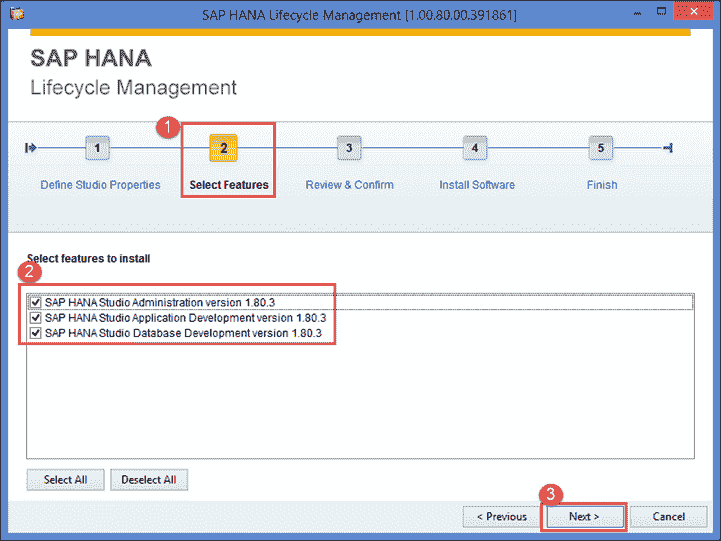 SAP HANA Lifecycle Management [1.00.80.00.391861]
SAP HANA
Lifecycle Management
1
1 2 3 4 5
Define Studio Properties Select Features Review & Confirm Install Software Finish
Select features to install
2
SAP HANA Studio Administration version 1.80.3
SAP HANA Studio Application Development version 1.80.3
SAP HANA Studio Database Development version 1.80.3
Select All Deselect All
3
< Previous Next > Cancel